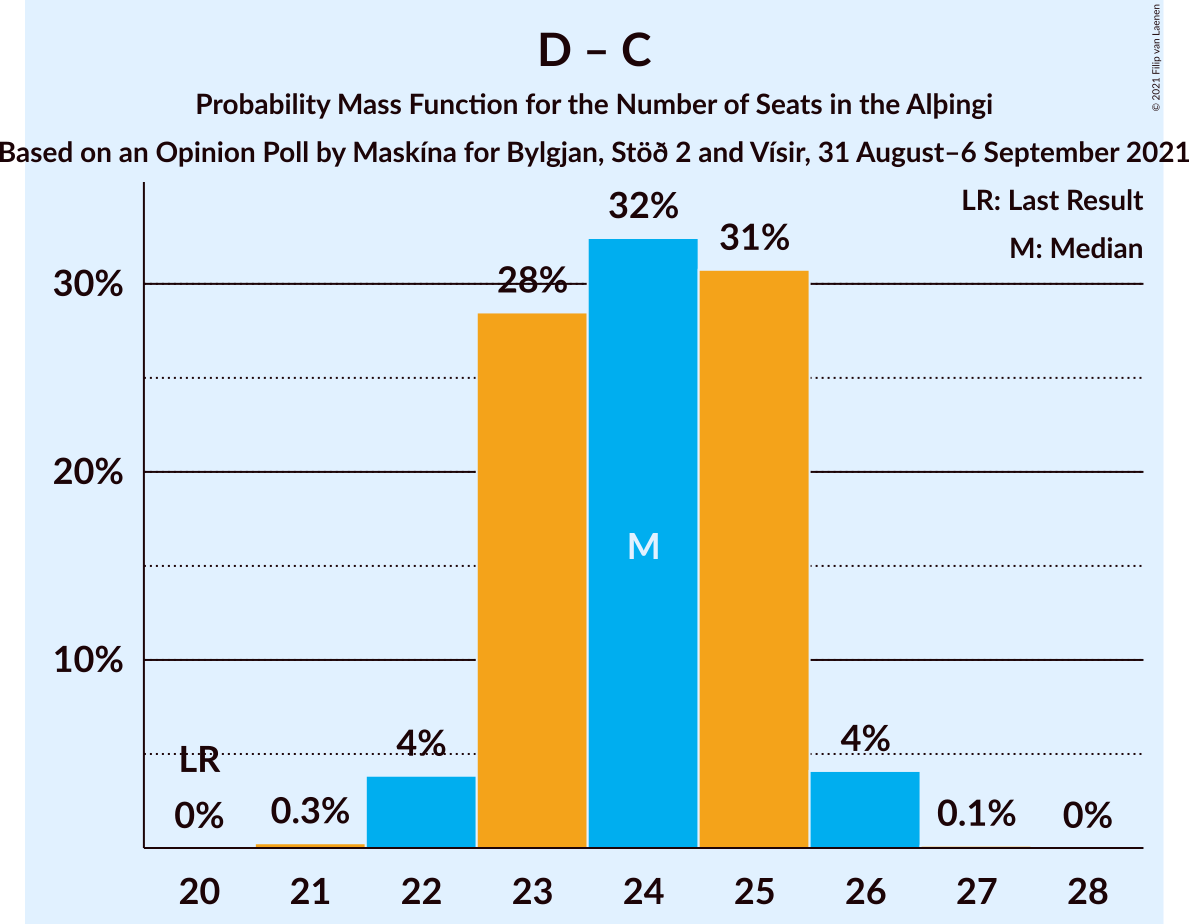 D – C
Probability Mass Function for the Number of Seats in the Alþingi
Based on an Opinion Poll by Maskína for Bylgjan, Stöð 2 and Vísir, 31 August–6 September 2021
© 2021 Filip van Laenen
LR: Last Result
M: Median
32%
31%
28%
30%
20%
M
10%
LR
0%
0.3%
4%
4%
0.1%
0%
20 21 22 23 24 25 26 27 28